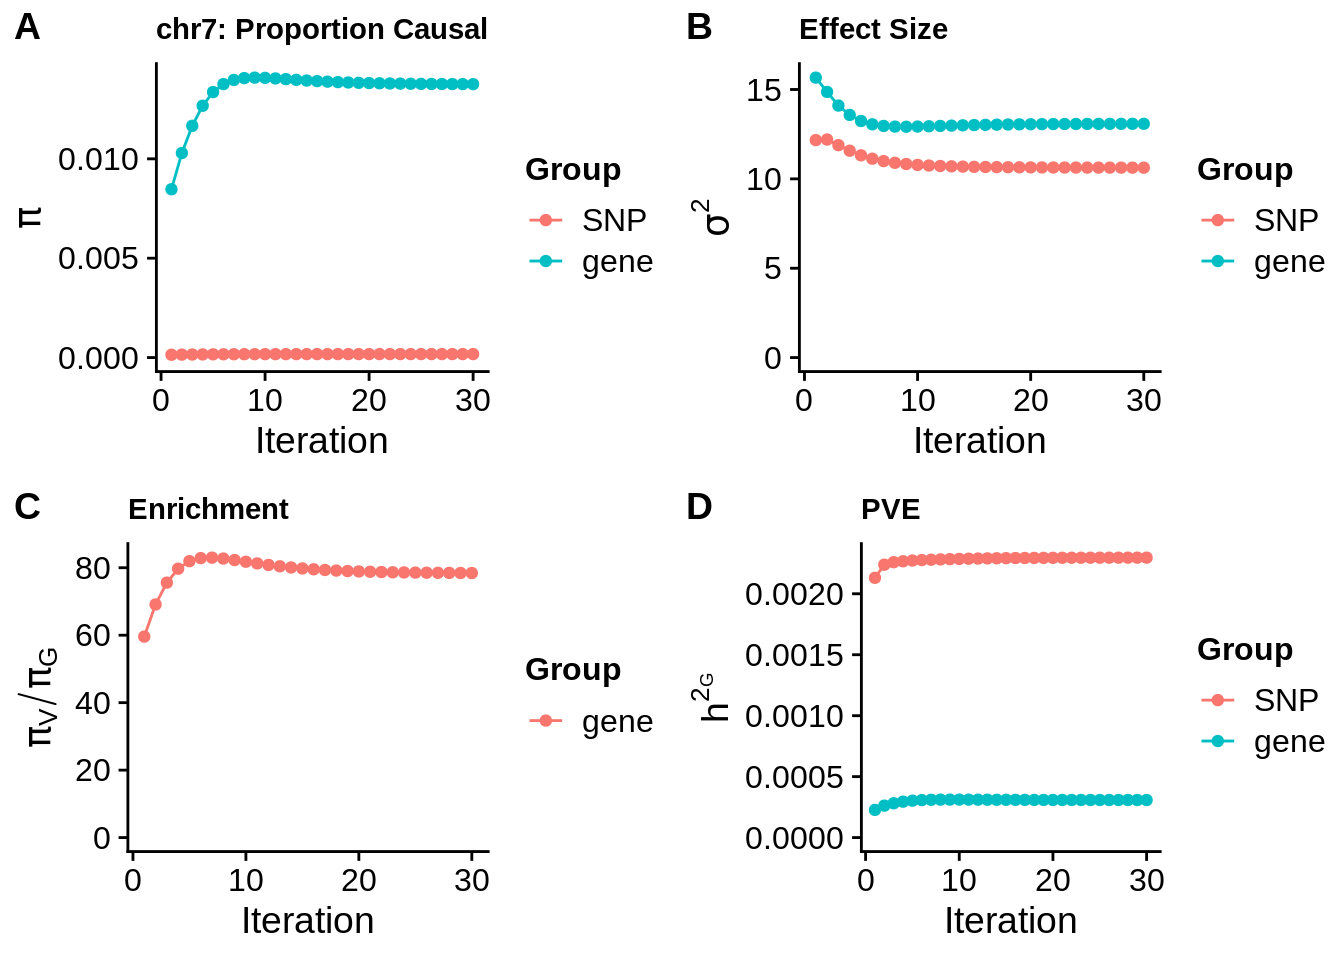 A
chr7: Proportion Causal
π
0.010
0.005
0.000
0 10 20 30
Iteration
Group
SNP
gene
B
Effect Size
σ²
15
10
5
0
0 10 20 30
Iteration
Group
SNP
gene
C
Enrichment
π_V/π_G
80
60
40
20
0
0 10 20 30
Iteration
Group
gene
D
PVE
h^2_G
0.0020
0.0015
0.0010
0.0005
0.0000
0 10 20 30
Iteration
Group
SNP
gene